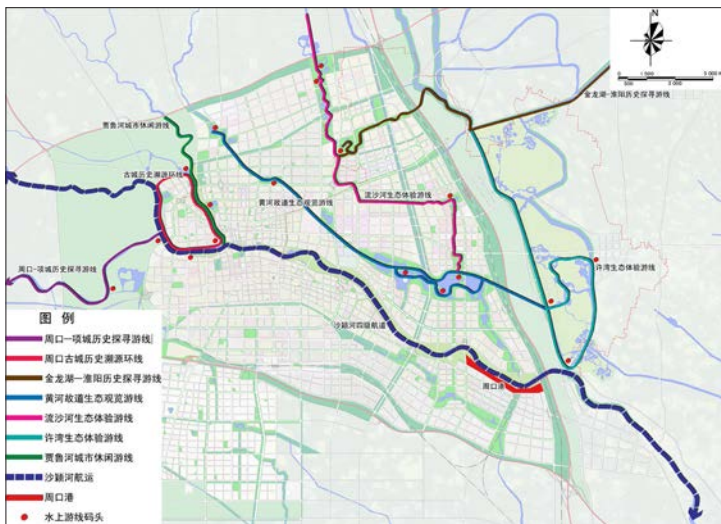 N
0 1 500 3 000 m
500 3 000
金龙湖-淮阳历史探寻游线
贾鲁河城市休闲游线
古城历史溯源环线
黄河故道生态观览游线
流沙河生态体验游线
周口-项城历史探寻游线
许湾生态体验游线
沙颍河四级航道
周口港
图例
周口—项城历史探寻游线
周口古城历史溯源环线
金龙湖—淮阳历史探寻游线
黄河故道生态观览游线
流沙河生态体验游线
许湾生态体验游线
贾鲁河城市休闲游线
沙颍河航运
周口港
水上游线码头